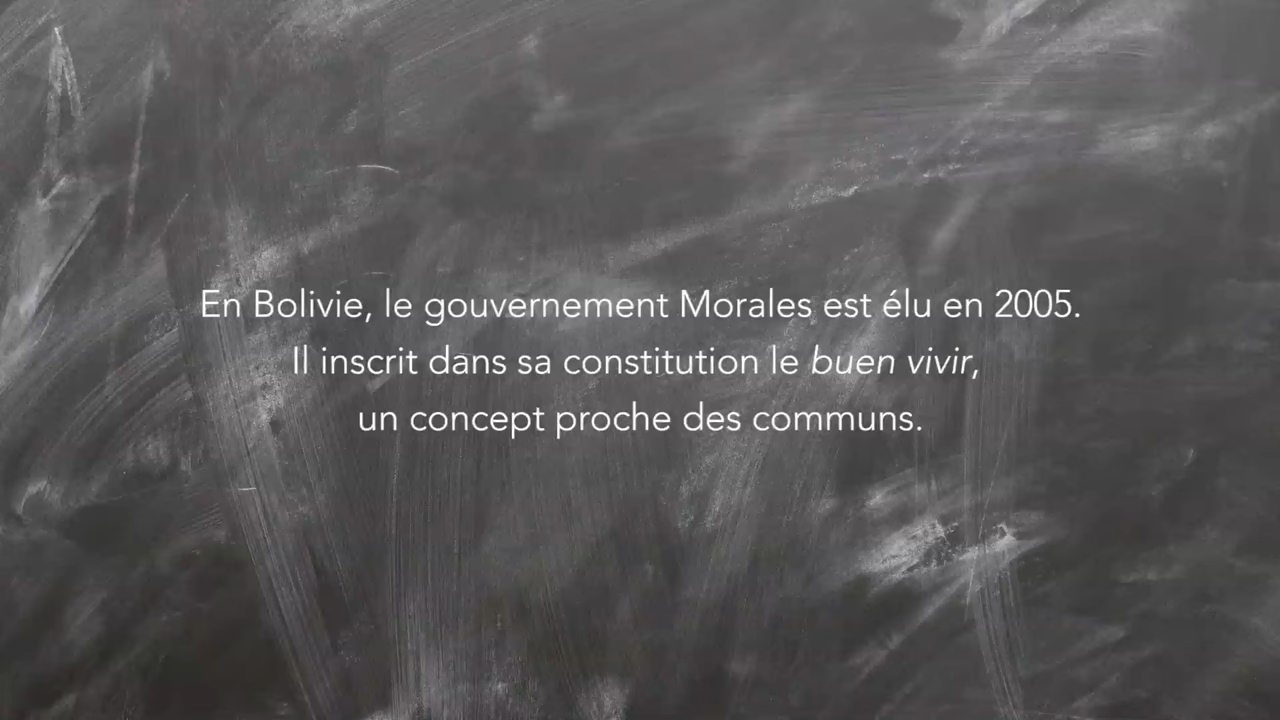 En Bolivie, le gouvernement Morales est élu en 2005.
Il inscrit dans sa constitution le buen vivir,
un concept proche des communs.